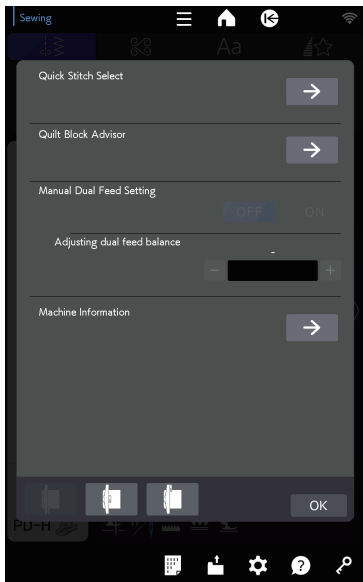 Sewing
Aa
Quick Stitch Select
Quilt Block Advisor
Manual Dual Feed Setting
OFF ON
Adjusting dual feed balance
-
− +
Machine Information
OK
PD-H
?